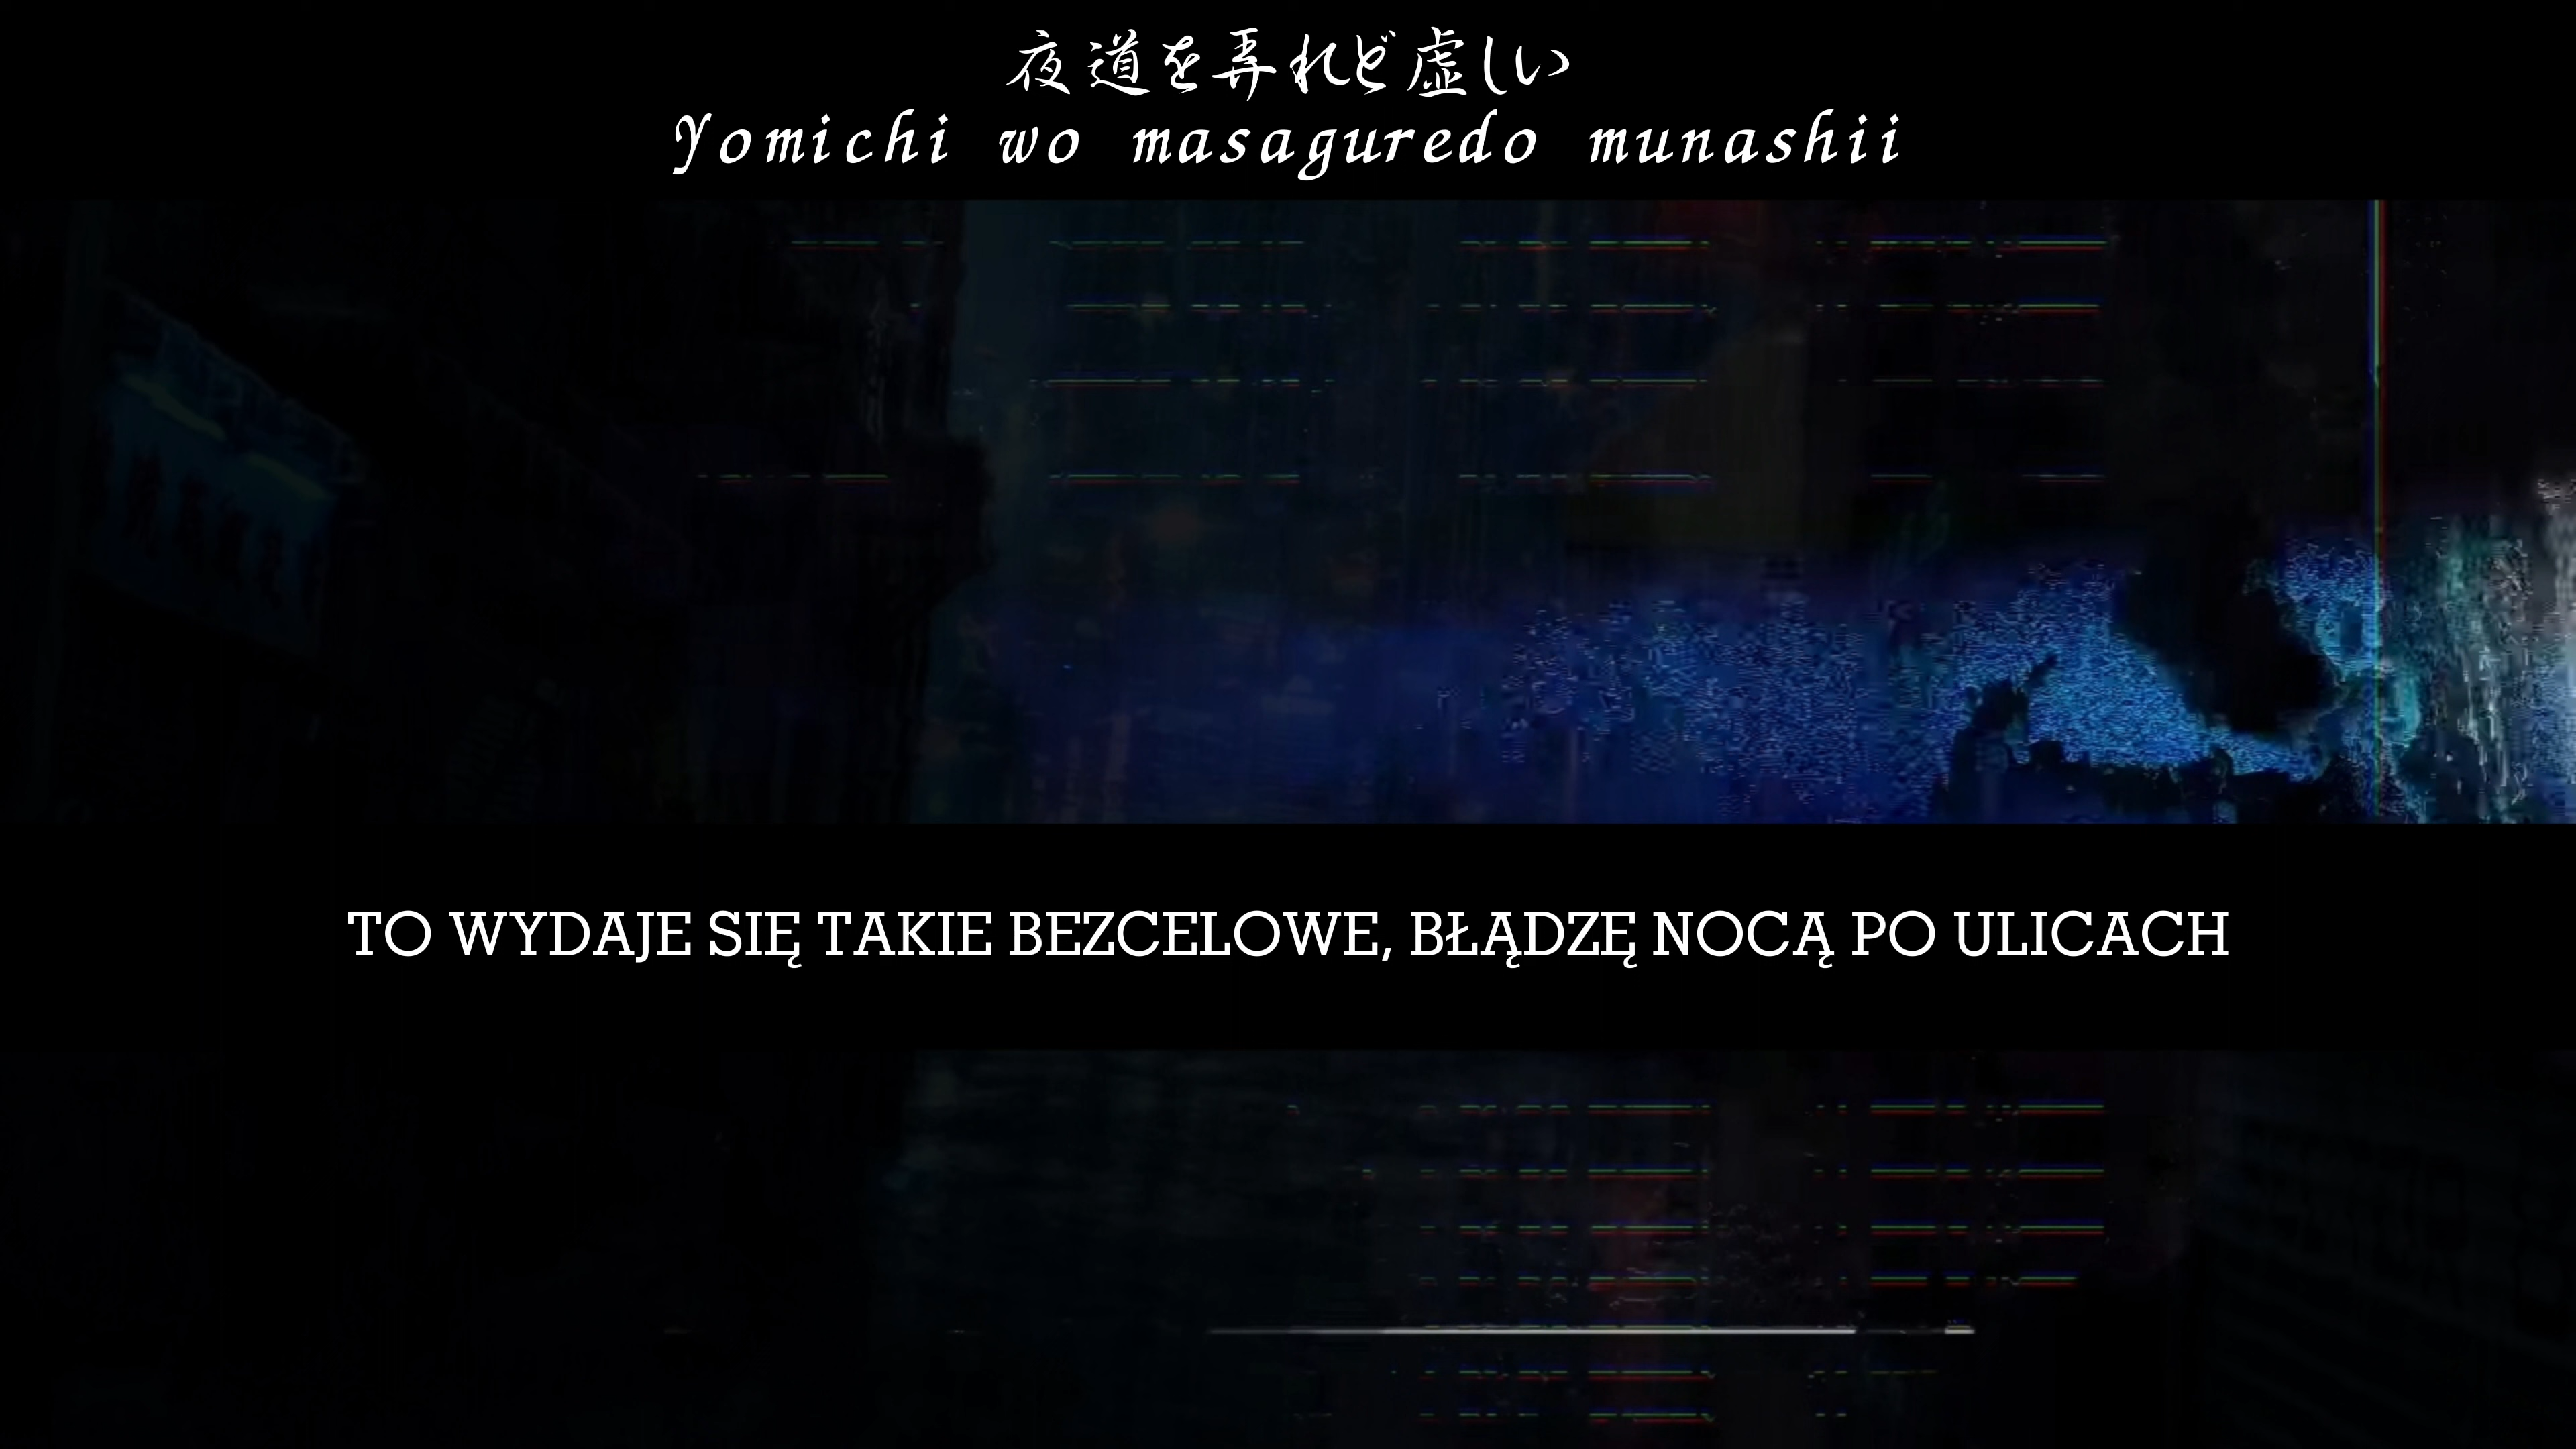 夜道を弄れど虚しい
Yomichi wo masaguredo munashii
TO WYDAJE SIĘ TAKIE BEZCELOWE, BŁĄDZĘ NOCĄ PO ULICACH